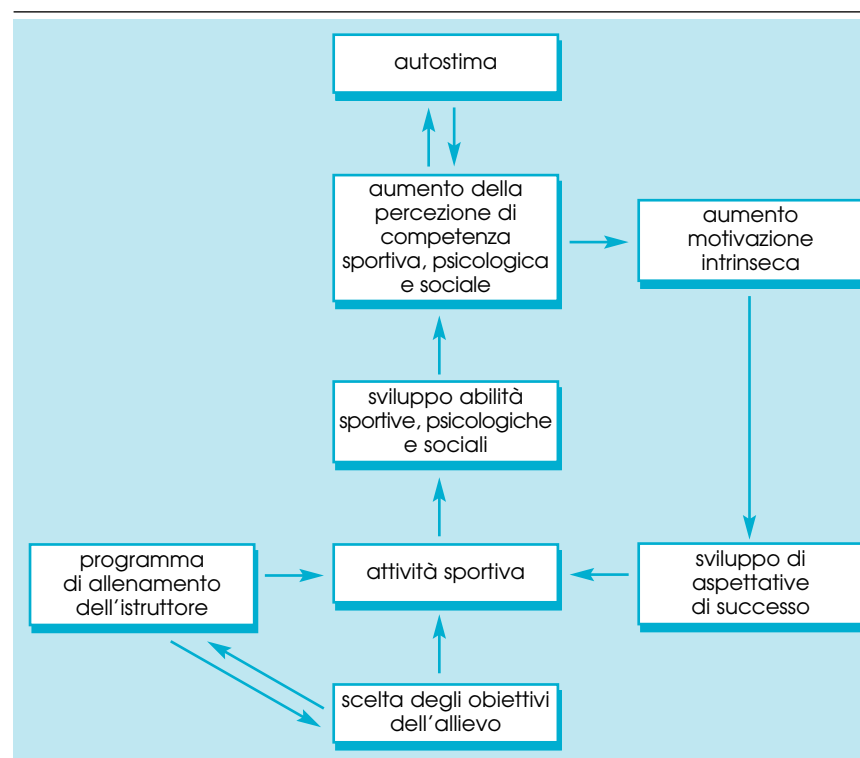 autostima
aumento della
percezione di
competenza
sportiva, psicologica
e sociale
aumento
motivazione
intrinseca
sviluppo abilità
sportive, psicologiche
e sociali
programma
di allenamento
dell'istruttore
attività sportiva
sviluppo di
aspettative
di successo
scelta degli obiettivi
dell'allievo